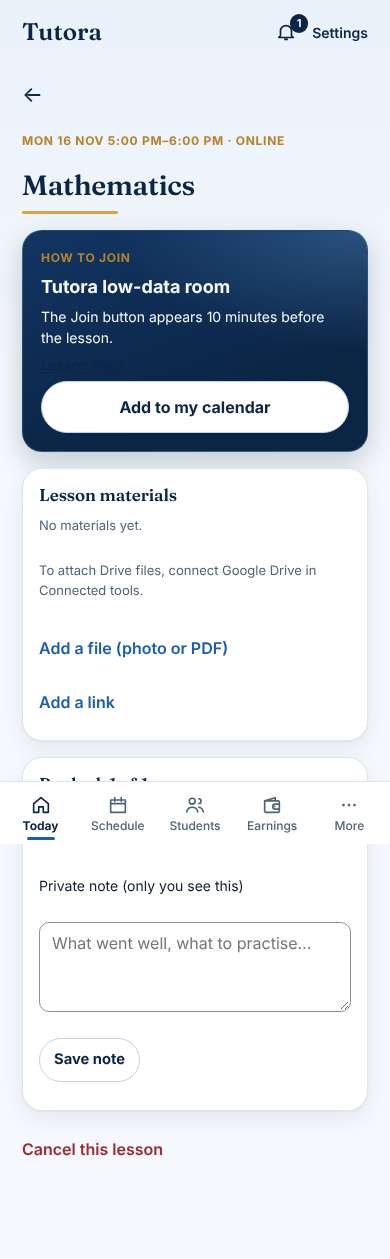 Tutora
1
Settings
MON 16 NOV 5:00 PM–6:00 PM · ONLINE
Mathematics
HOW TO JOIN
Tutora low-data room
The Join button appears 10 minutes before
the lesson.
Add to my calendar
Lesson materials
No materials yet.
To attach Drive files, connect Google Drive in
Connected tools.
Add a file (photo or PDF)
Add a link
Today
Schedule
Students
Earnings
More
Private note (only you see this)
What went well, what to practise...
Save note
Cancel this lesson